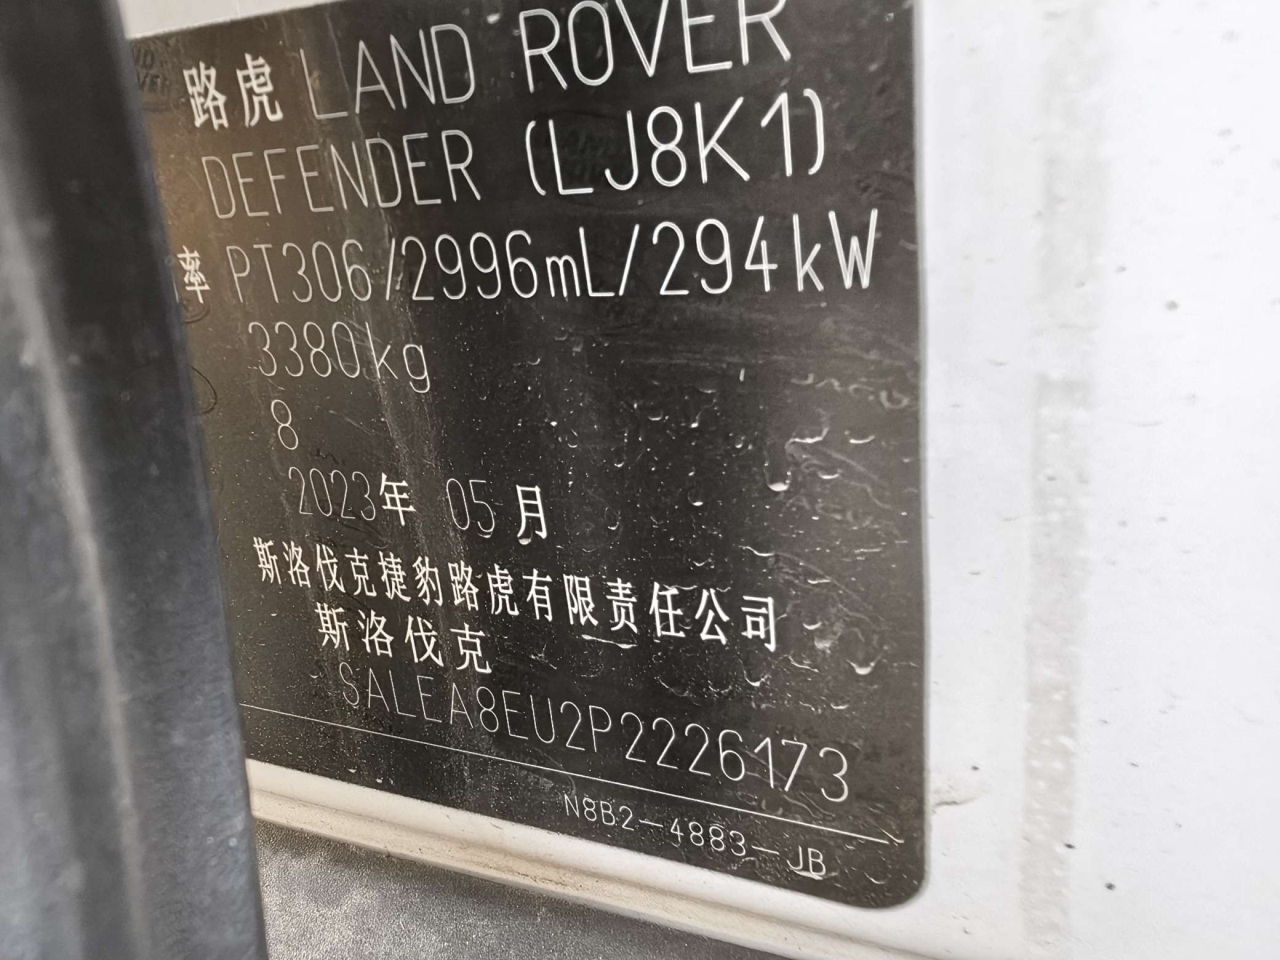 路虎 LAND ROVER
DEFENDER (LJ8K1)
率 PT306/2996mL/294kW
3380kg
8
2023年 05月
斯洛伐克捷豹路虎有限责任公司
斯洛伐克
SALEA8EU2P2226173
N8B2-4883-JB